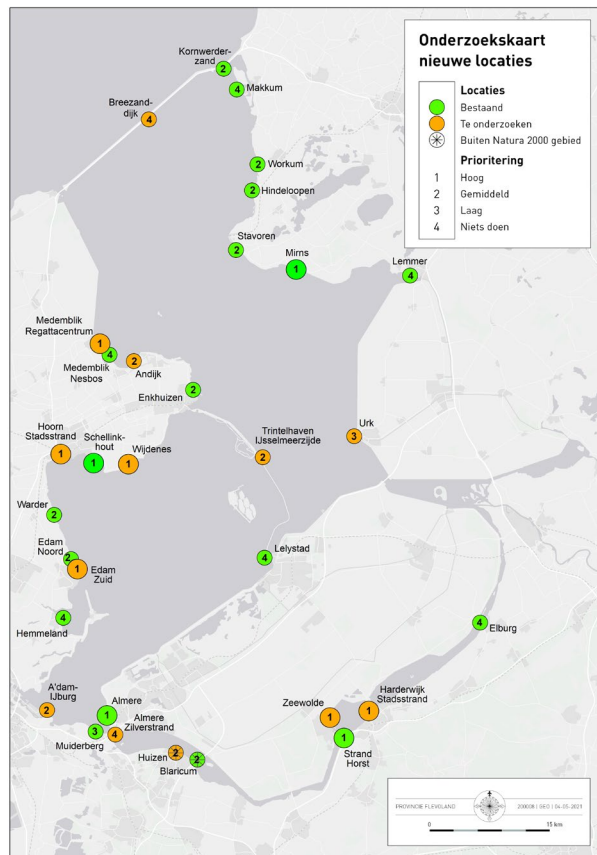 Onderzoekskaart
nieuwe locaties
Locaties
Bestaand
Te onderzoeken
Buiten Natura 2000 gebied
Prioritering
1 Hoog
2 Gemiddeld
3 Laag
4 Niets doen
Kornwerder-
zand
2
4
Makkum
Breezand-
dijk
4
2
Workum
2
Hindeloopen
Stavoren
2
Mirns
1
Lemmer
4
Medemblik
Regattacentrum
1
4
Medemblik
Nesbos
2
Andijk
2
Enkhuizen
Hoorn
Stadsstrand
1
Schellink-
hout
1
Wijdenes
1
Trintelhaven
IJsselmeerzijde
2
Urk
3
Warder
2
Edam
Noord
2
1
Edam
Zuid
Lelystad
4
Hemmeland
4
Elburg
4
A'dam-
IJburg
2
Almere
1
Almere
Zilverstrand
4
3
Muiderberg
Huizen
2
2
Blaricum
Zeewolde
1
Harderwijk
Stadsstrand
1
1
Strand
Horst
PROVINCIE FLEVOLAND
200008 | GEO | 04-05-2021
0 15 km